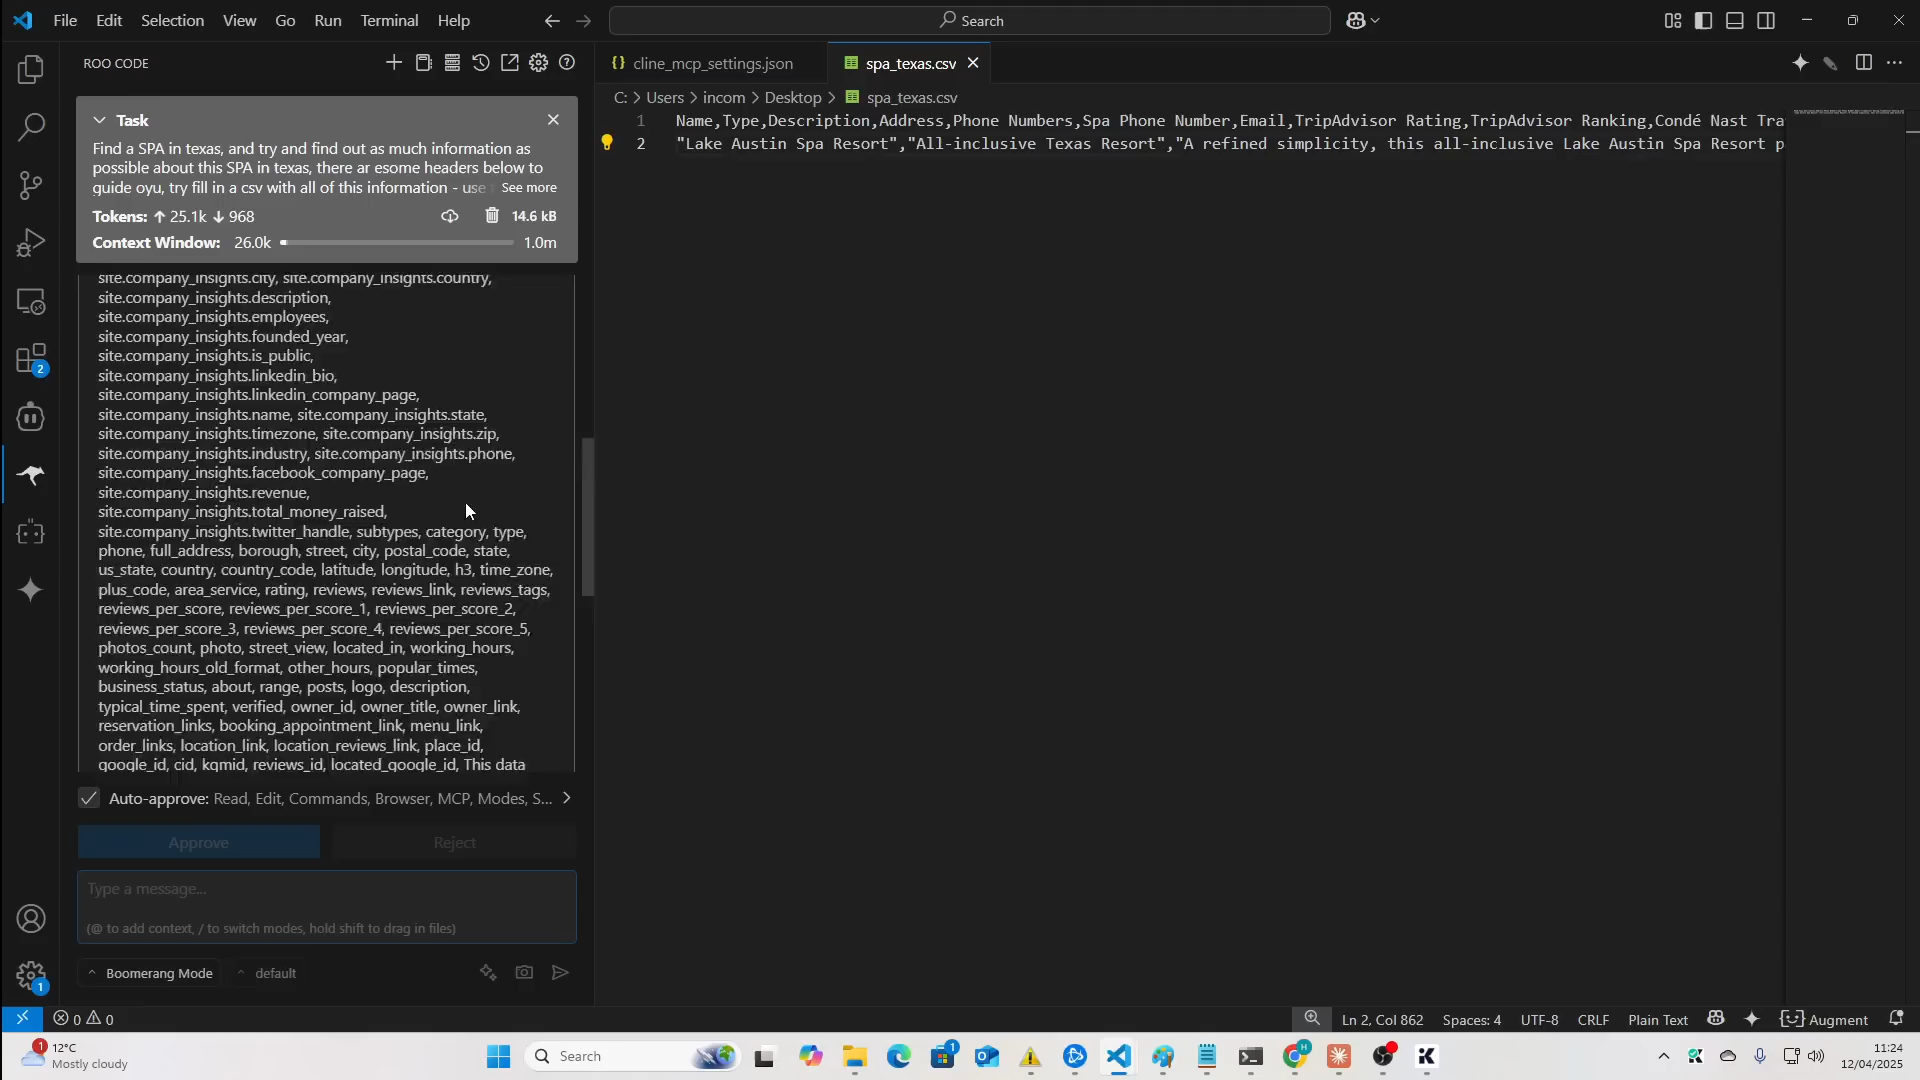 File Edit Selection View Go Run Terminal Help
Search
ROO CODE
cline_mcp_settings.json
spa_texas.csv
C: > Users > incom > Desktop > spa_texas.csv
Task
Find a SPA in texas, and try and find out as much information as
possible about this SPA in texas, there ar esome headers below to
guide oyu, try fill in a csv with all of this information - use
See more
Tokens: ↑ 25.1k ↓ 968
14.6 kB
Context Window: 26.0k
1.0m
site.company_insights.city, site.company_insights.country,
site.company_insights.description,
site.company_insights.employees,
site.company_insights.founded_year,
site.company_insights.is_public,
site.company_insights.linkedin_bio,
site.company_insights.linkedin_company_page,
site.company_insights.name, site.company_insights.state,
site.company_insights.timezone, site.company_insights.zip,
site.company_insights.industry, site.company_insights.phone,
site.company_insights.facebook_company_page,
site.company_insights.revenue,
site.company_insights.total_money_raised,
site.company_insights.twitter_handle, subtypes, category, type,
phone, full_address, borough, street, city, postal_code, state,
us_state, country, country_code, latitude, longitude, h3, time_zone,
plus_code, area_service, rating, reviews, reviews_link, reviews_tags,
reviews_per_score, reviews_per_score_1, reviews_per_score_2,
reviews_per_score_3, reviews_per_score_4, reviews_per_score_5,
photos_count, photo, street_view, located_in, working_hours,
working_hours_old_format, other_hours, popular_times,
business_status, about, range, posts, logo, description,
typical_time_spent, verified, owner_id, owner_title, owner_link,
reservation_links, booking_appointment_link, menu_link,
order_links, location_link, location_reviews_link, place_id,
google_id, cid, kgmid, reviews_id, located_google_id, This data
Auto-approve: Read, Edit, Commands, Browser, MCP, Modes, S...
Approve
Reject
Type a message...
(@ to add context, / to switch modes, hold shift to drag in files)
Boomerang Mode
default
1 Name,Type,Description,Address,Phone Numbers,Spa Phone Number,Email,TripAdvisor Rating,TripAdvisor Ranking,Condé Nast Tra
2 "Lake Austin Spa Resort","All-inclusive Texas Resort","A refined simplicity, this all-inclusive Lake Austin Spa Resort p
2
1
0 0
Ln 2, Col 862
Spaces: 4
UTF-8
CRLF
Plain Text
Augment
1
12°C
Mostly cloudy
Search
1
H
11:24
12/04/2025